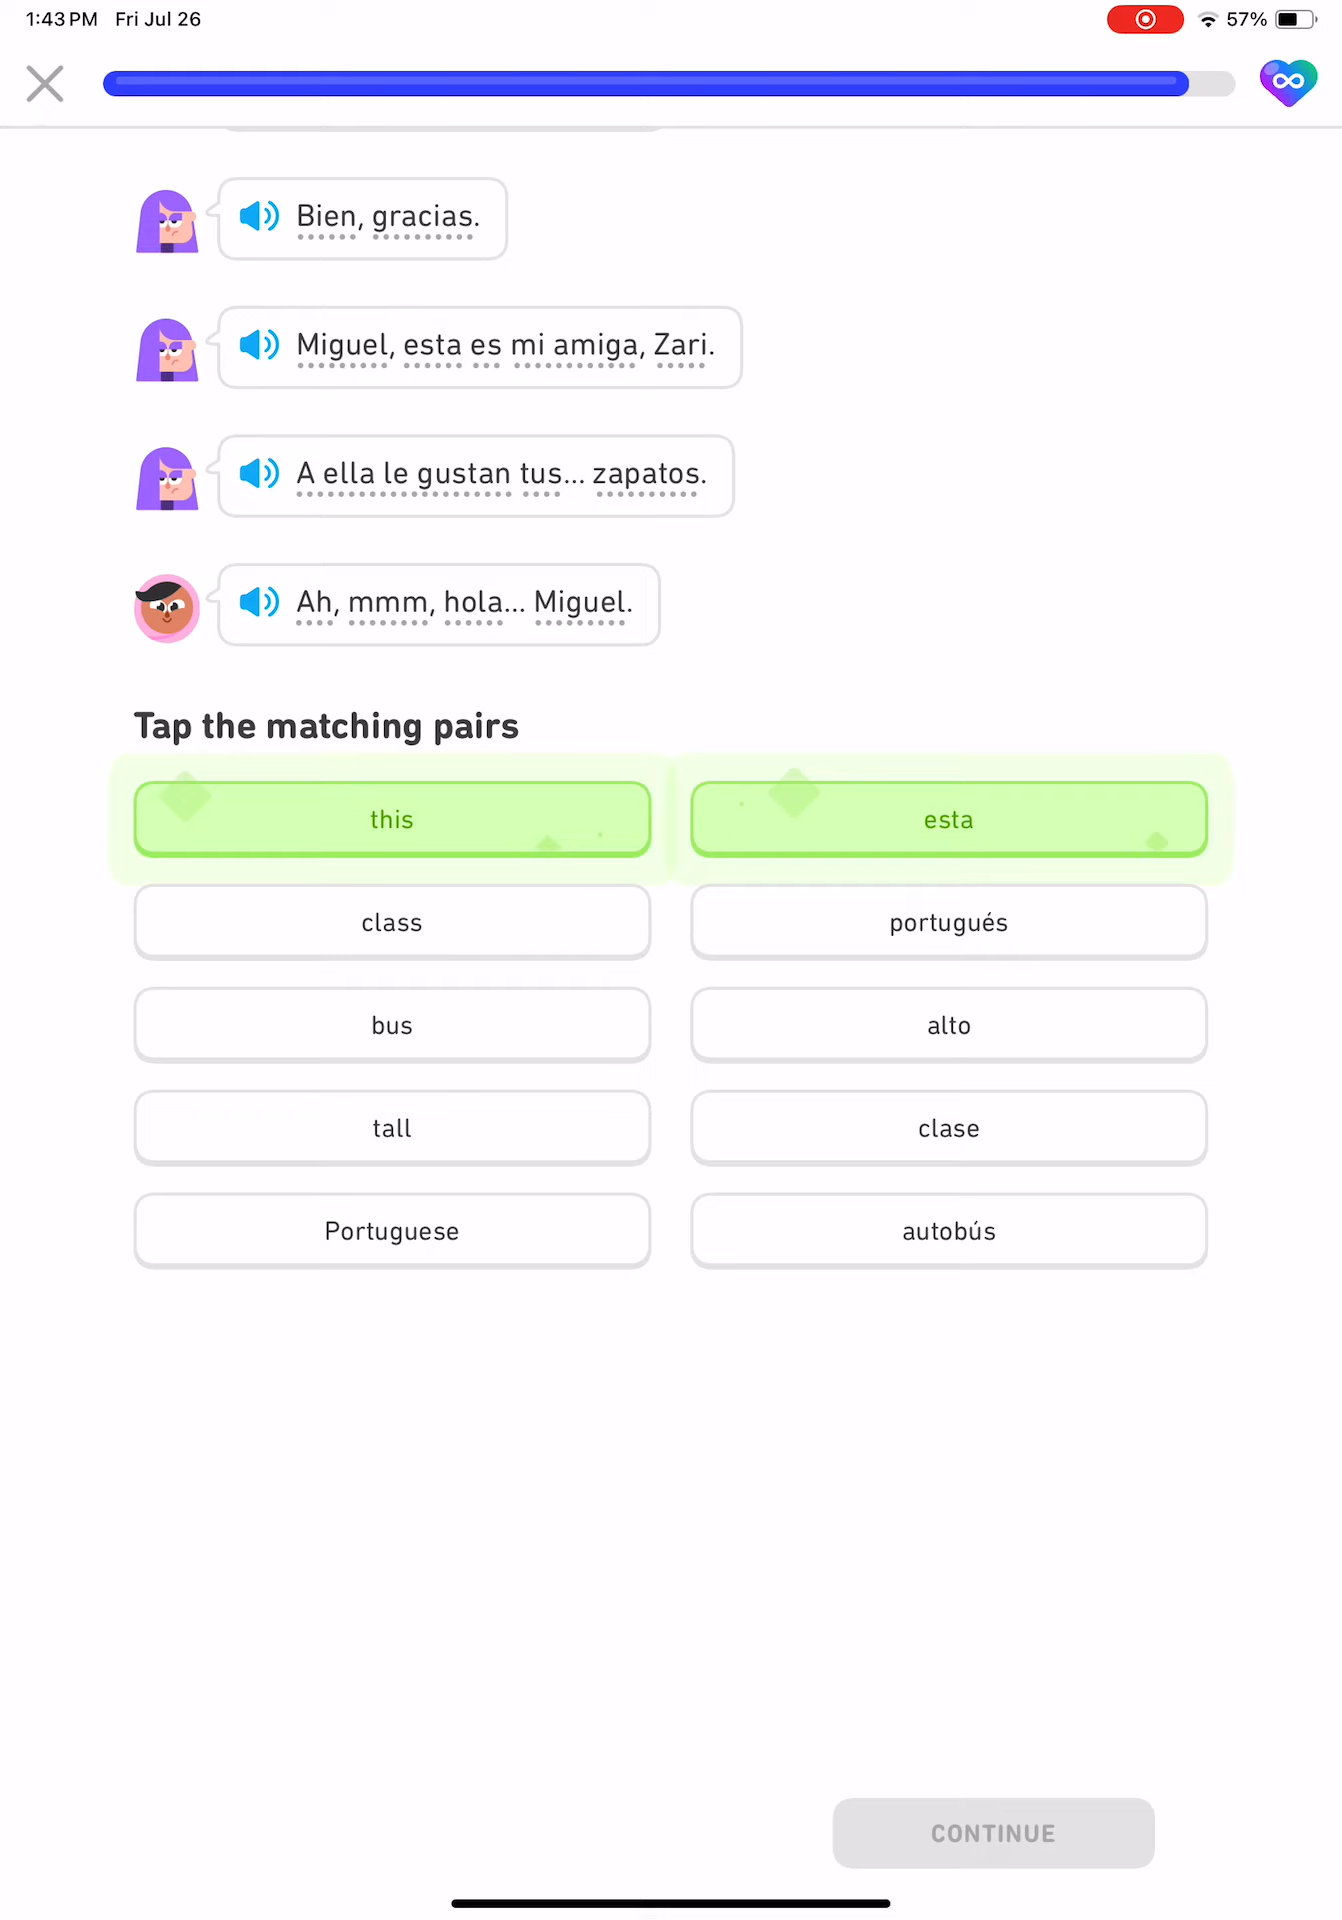 1:43 PM Fri Jul 26
57%
Bien, gracias.
Miguel, esta es mi amiga, Zari.
A ella le gustan tus... zapatos.
Ah, mmm, hola... Miguel.
Tap the matching pairs
this esta
class portugués
bus alto
tall clase
Portuguese autobús
CONTINUE